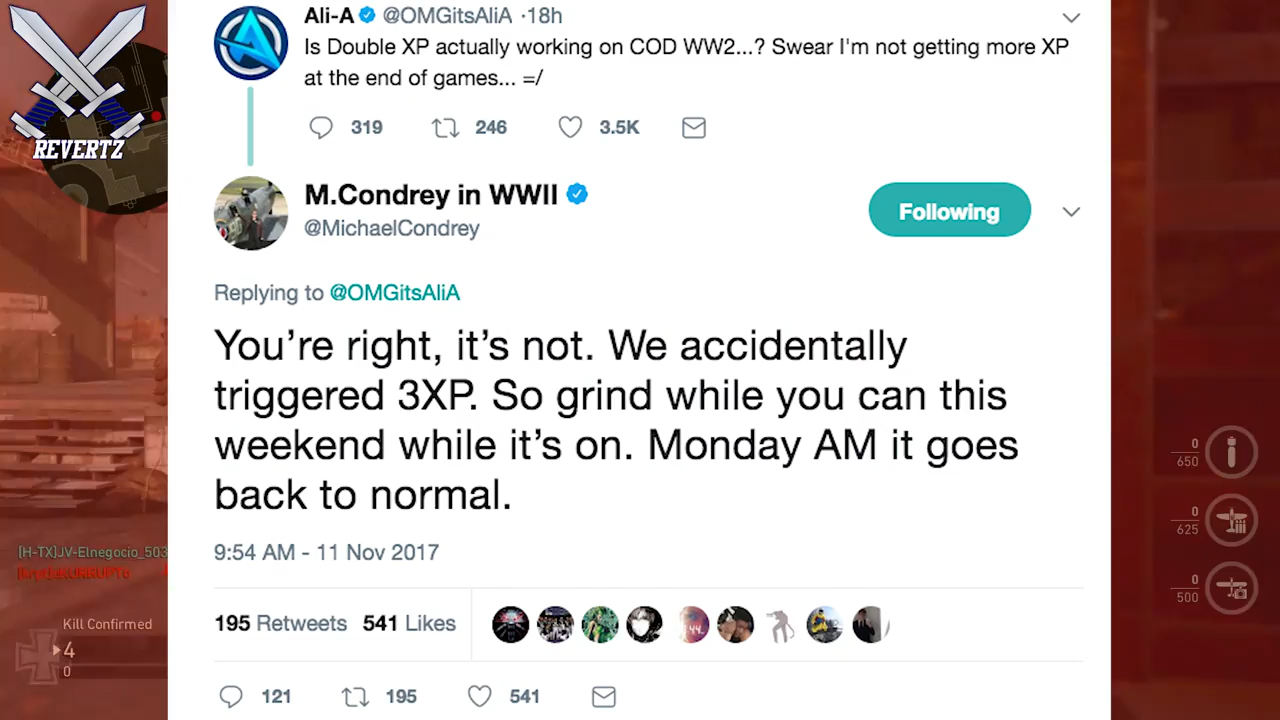 Ali-A @OMGitsAliA · 18h
Is Double XP actually working on COD WW2...? Swear I'm not getting more XP
at the end of games... =/
319 246 3.5K
REVERTZ
M.Condrey in WWII
@MichaelCondrey
Following
Replying to @OMGitsAliA
You're right, it's not. We accidentally
triggered 3XP. So grind while you can this
weekend while it's on. Monday AM it goes
back to normal.
9:54 AM - 11 Nov 2017
195 Retweets 541 Likes
121 195 541
[H-TX]JV-Elnegocio_503
Kill Confirmed
4
0
0
650
0
625
0
500